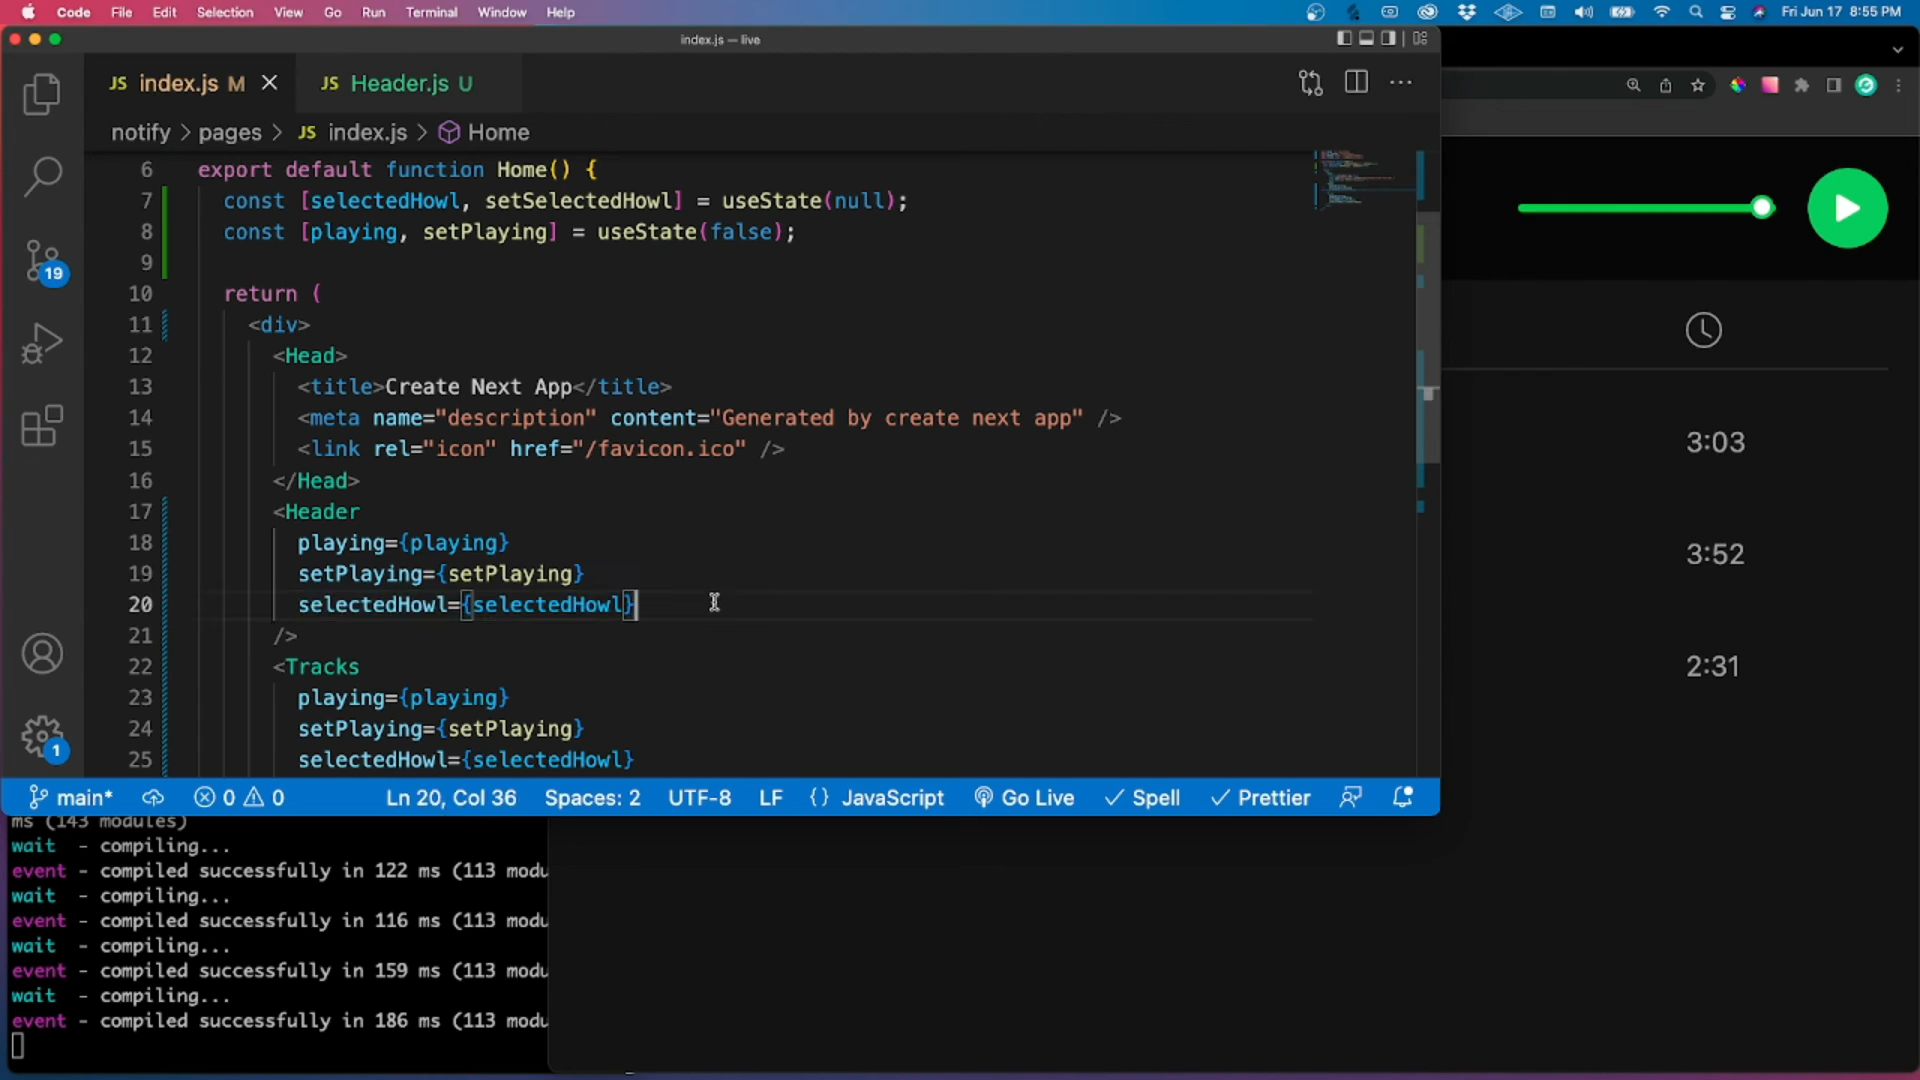 Code File Edit Selection View Go Run Terminal Window Help Fri Jun 17 8:55 PM
index.js — live
JS index.js M JS Header.js U
notify > pages > JS index.js > Home
6 export default function Home() {
7 const [selectedHowl, setSelectedHowl] = useState(null);
8 const [playing, setPlaying] = useState(false);
9
10 return (
11 <div>
12 <Head>
13 <title>Create Next App</title>
14 <meta name="description" content="Generated by create next app" />
15 <link rel="icon" href="/favicon.ico" />
16 </Head>
17 <Header
18 playing={playing}
19 setPlaying={setPlaying}
20 selectedHowl={selectedHowl}
21 />
22 <Tracks
23 playing={playing}
24 setPlaying={setPlaying}
25 selectedHowl={selectedHowl}
19
1
3:03
3:52
2:31
main* 0 0 Ln 20, Col 36 Spaces: 2 UTF-8 LF {} JavaScript Go Live Spell Prettier
ms (143 modules)
wait - compiling...
event - compiled successfully in 122 ms (113 modu
wait - compiling...
event - compiled successfully in 116 ms (113 modu
wait - compiling...
event - compiled successfully in 159 ms (113 modu
wait - compiling...
event - compiled successfully in 186 ms (113 modu